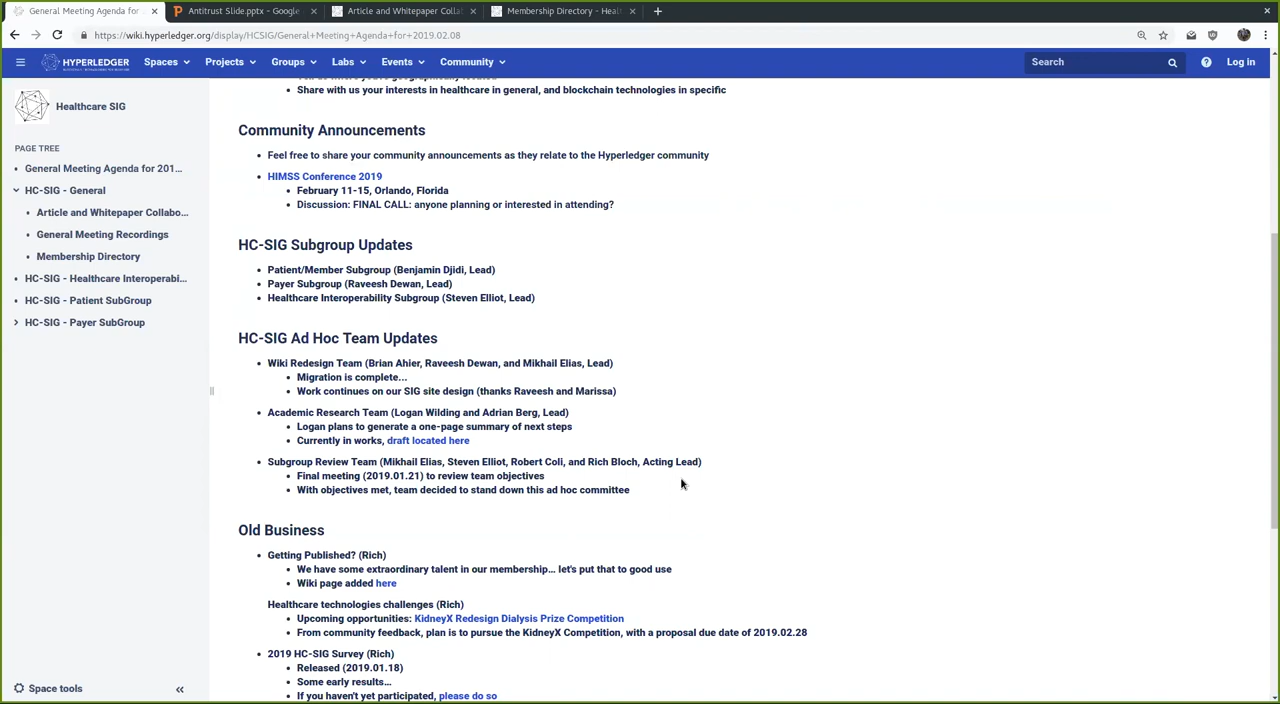 General Meeting Agenda for
Antitrust Slide.pptx - Google
Article and Whitepaper Colla
Membership Directory - Heal
https://wiki.hyperledger.org/display/HCSIG/General+Meeting+Agenda+for+2019.02.08
HYPERLEDGER
Spaces
Projects
Groups
Labs
Events
Community
Search
Log in
Healthcare SIG
PAGE TREE
General Meeting Agenda for 201...
HC-SIG - General
Article and Whitepaper Collabo...
General Meeting Recordings
Membership Directory
HC-SIG - Healthcare Interoperabi...
HC-SIG - Patient SubGroup
HC-SIG - Payer SubGroup
Space tools
Tell us where you're geographically located
Share with us your interests in healthcare in general, and blockchain technologies in specific
Community Announcements
Feel free to share your community announcements as they relate to the Hyperledger community
HIMSS Conference 2019
February 11-15, Orlando, Florida
Discussion: FINAL CALL: anyone planning or interested in attending?
HC-SIG Subgroup Updates
Patient/Member Subgroup (Benjamin Djidi, Lead)
Payer Subgroup (Raveesh Dewan, Lead)
Healthcare Interoperability Subgroup (Steven Elliot, Lead)
HC-SIG Ad Hoc Team Updates
Wiki Redesign Team (Brian Ahier, Raveesh Dewan, and Mikhail Elias, Lead)
Migration is complete...
Work continues on our SIG site design (thanks Raveesh and Marissa)
Academic Research Team (Logan Wilding and Adrian Berg, Lead)
Logan plans to generate a one-page summary of next steps
Currently in works, draft located here
Subgroup Review Team (Mikhail Elias, Steven Elliot, Robert Coli, and Rich Bloch, Acting Lead)
Final meeting (2019.01.21) to review team objectives
With objectives met, team decided to stand down this ad hoc committee
Old Business
Getting Published? (Rich)
We have some extraordinary talent in our membership... let's put that to good use
Wiki page added here
Healthcare technologies challenges (Rich)
Upcoming opportunities: KidneyX Redesign Dialysis Prize Competition
From community feedback, plan is to pursue the KidneyX Competition, with a proposal due date of 2019.02.28
2019 HC-SIG Survey (Rich)
Released (2019.01.18)
Some early results...
If you haven't yet participated, please do so